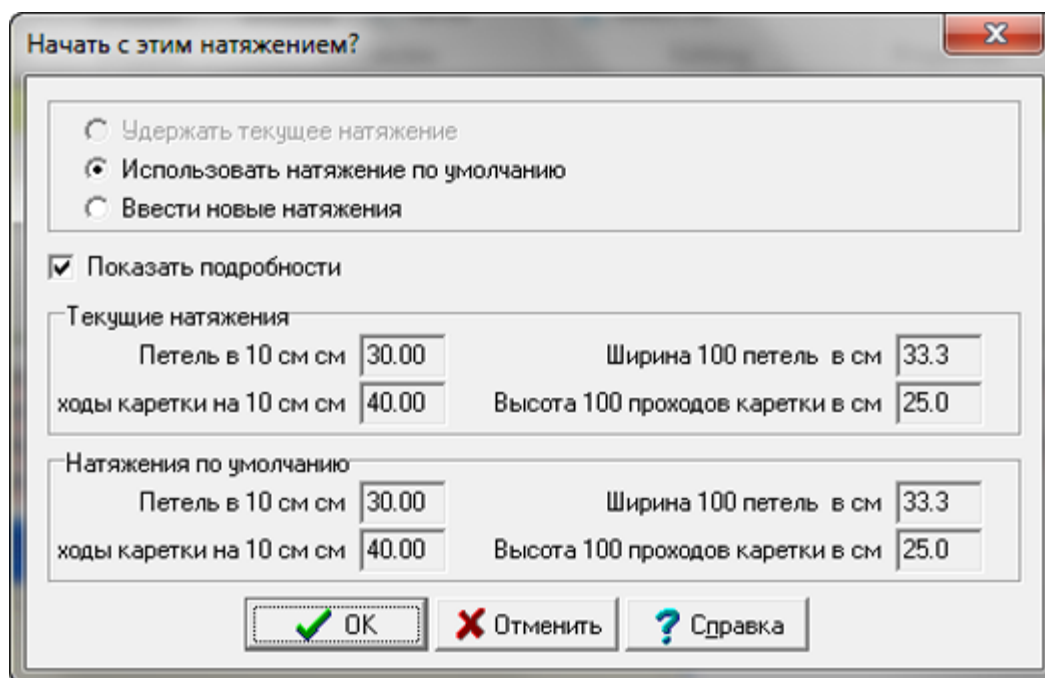 Начать с этим натяжением?
Удержать текущее натяжение
Использовать натяжение по умолчанию
Ввести новые натяжения
Показать подробности
Текущие натяжения
Петель в 10 см см 30.00 Ширина 100 петель в см 33.3
ходы каретки на 10 см см 40.00 Высота 100 проходов каретки в см 25.0
Натяжения по умолчанию
Петель в 10 см см 30.00 Ширина 100 петель в см 33.3
ходы каретки на 10 см см 40.00 Высота 100 проходов каретки в см 25.0
OK Отменить Справка